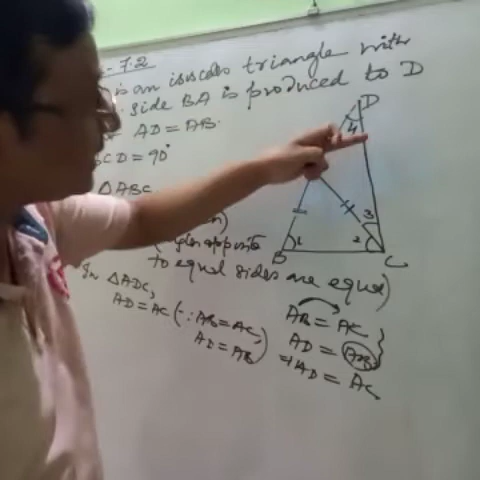 - 7.2
is an isoscales triangle with
side BA is produced to D
AD = AB.
BCD = 90°
ΔABC
opposite
to equal sides are equal)
In ΔADC,
AD = AC (∵ AB = AC,
AD = AB)
AB = AC
AD = AB
⇒ AD = AC
D
4
3
1
2
B
C